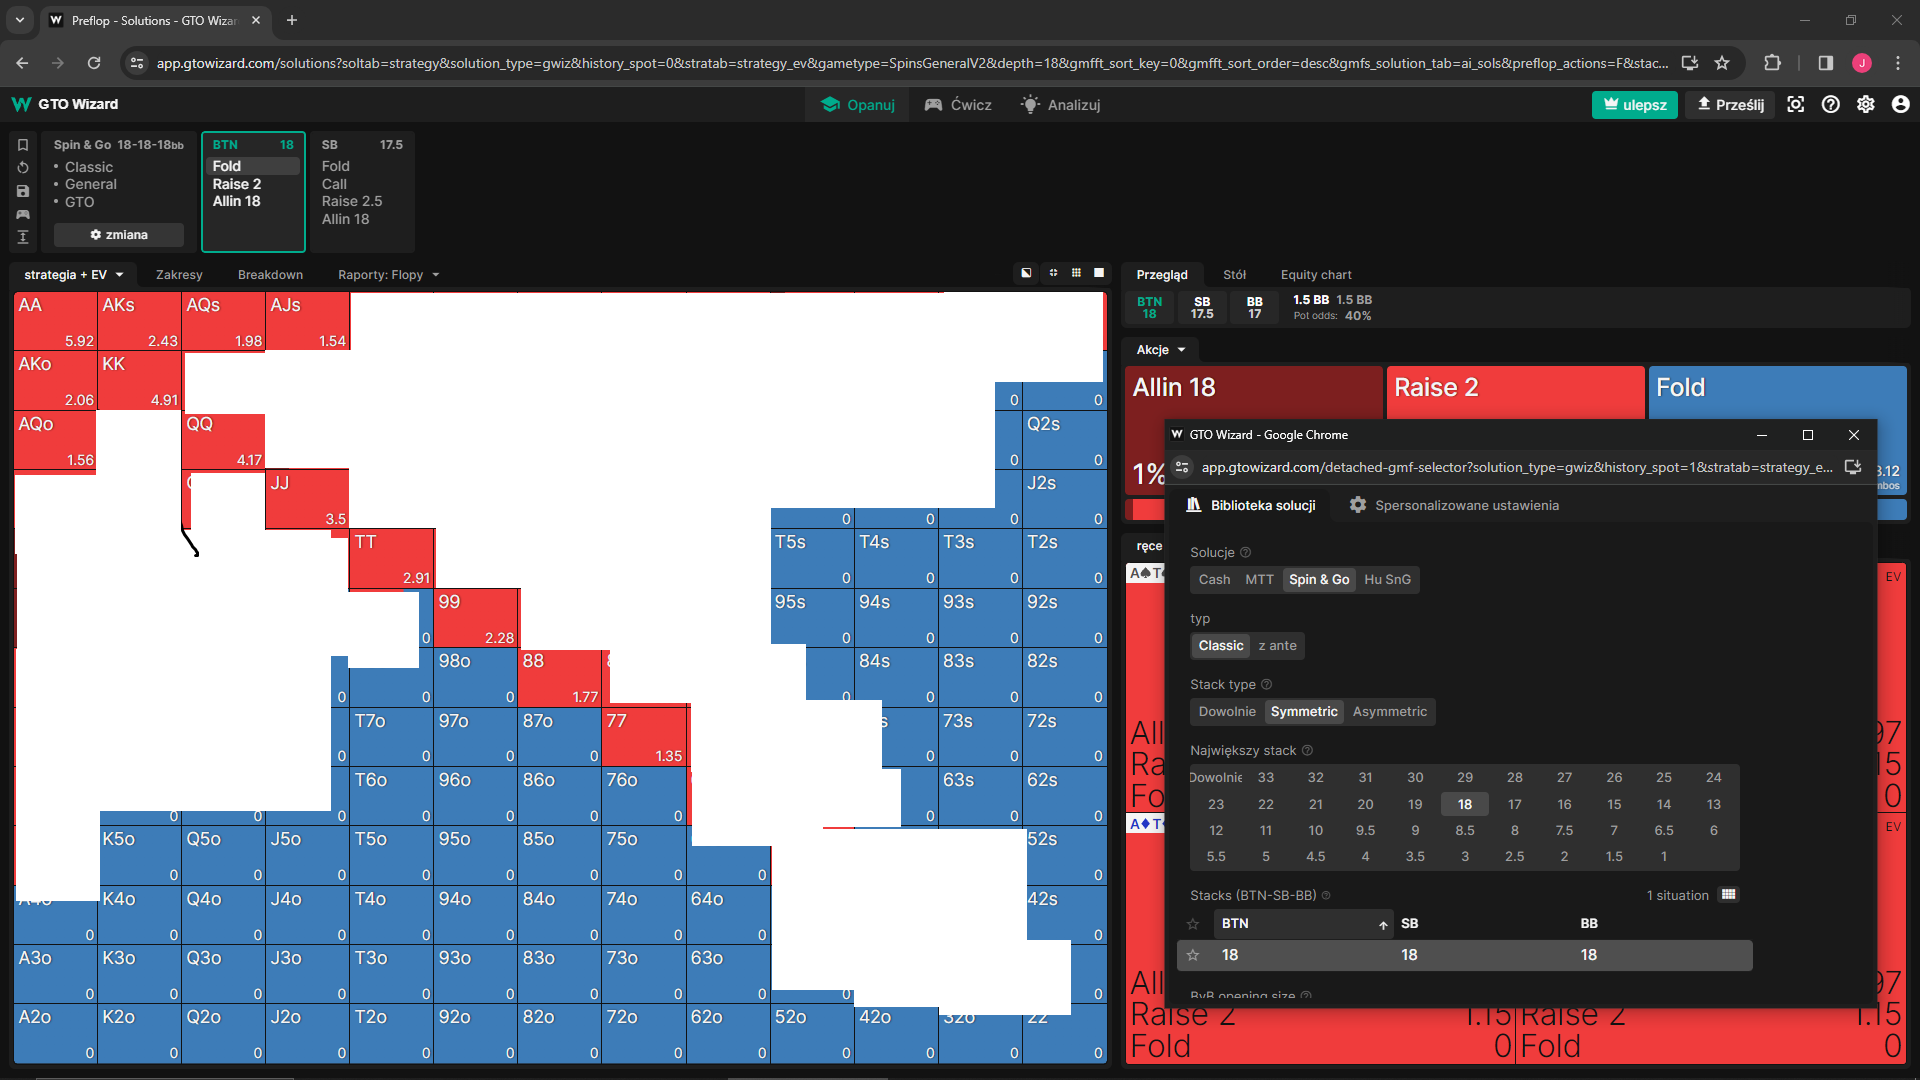 Preflop - Solutions - GTO Wizar
app.gtowizard.com/solutions?soltab=strategy&solution_type=gwiz&history_spot=0&stratab=strategy_ev&gametype=SpinsGeneralV2&depth=18&gmfft_sort_key=0&gmfft_sort_order=desc&gmfs_solution_tab=ai_sols&preflop_actions=F&stac...
J
GTO Wizard
Opanuj
Ćwicz
Analizuj
ulepsz
Prześlij
Spin & Go 18-18-18bb
• Classic
• General
• GTO
zmiana
BTN 18
Fold
Raise 2
Allin 18
SB 17.5
Fold
Call
Raise 2.5
Allin 18
strategia + EV
Zakresy
Breakdown
Raporty: Flopy
AA AKs AQs AJs
5.92 2.43 1.98 1.54
AKo KK
2.06 4.91 0 0
AQo QQ Q2s
1.56 4.17 0 0
JJ J2s
3.5 0 0 0 0
TT T5s T4s T3s T2s
2.91 0 0 0 0
99 95s 94s 93s 92s
0 2.28 0 0 0
98o 88 84s 83s 82s
0 0 0 1.77 0 0 0 0
T7o 97o 87o 77 73s 72s
0 0 0 0 1.35 0 0 0
T6o 96o 86o 76o 63s 62s
0 0 0 0 0 0 0 0 0 0
K5o Q5o J5o T5o 95o 85o 75o 52s
0 0 0 0 0 0 0 0 0
K4o Q4o J4o T4o 94o 84o 74o 64o 42s
0 0 0 0 0 0 0 0 0 0
A3o K3o Q3o J3o T3o 93o 83o 73o 63o
0 0 0 0 0 0 0 0 0 0 0
A2o K2o Q2o J2o T2o 92o 82o 72o 62o 52o 42o 32o 22
0 0 0 0 0 0 0 0 0 0 0 0 0
Przegląd
Stół
Equity chart
BTN SB BB
18 17.5 17
1.5 BB 1.5 BB
Pot odds: 40%
Akcje
Allin 18
Raise 2
Fold
1%
ręce
GTO Wizard - Google Chrome
app.gtowizard.com/detached-gmf-selector?solution_type=gwiz&history_spot=1&stratab=strategy_e...
Biblioteka solucji
Spersonalizowane ustawienia
Solucje
Cash MTT Spin & Go Hu SnG
typ
Classic z ante
Stack type
Dowolnie Symmetric Asymmetric
Największy stack
Dowolnie 33 32 31 30 29 28 27 26 25 24
23 22 21 20 19 18 17 16 15 14 13
12 11 10 9.5 9 8.5 8 7.5 7 6.5 6
5.5 5 4.5 4 3.5 3 2.5 2 1.5 1
Stacks (BTN-SB-BB)
1 situation
BTN SB BB
18 18 18
ByB opening size
EV
EV
Raise 2 1.15 Raise 2 1.15
Fold 0 Fold 0